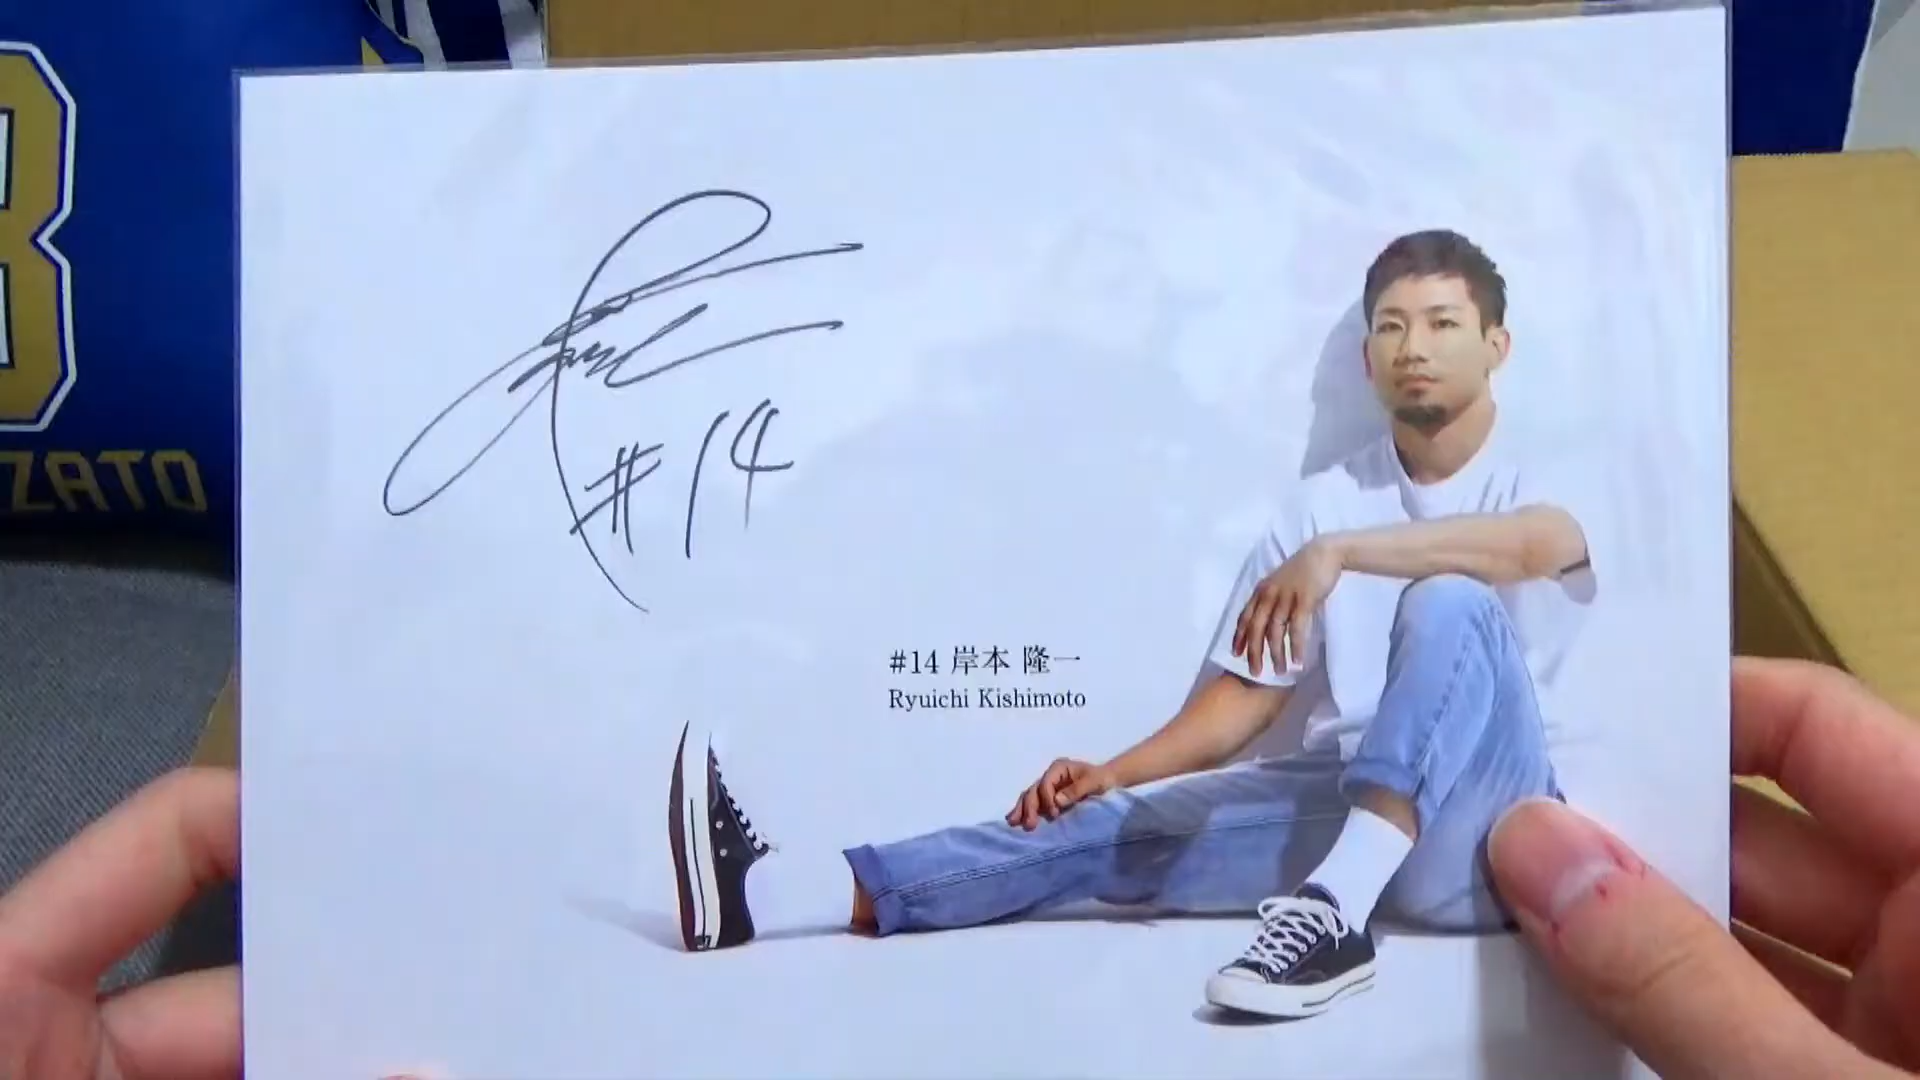 ZATO
#14
#14 岸本 隆一
Ryuichi Kishimoto